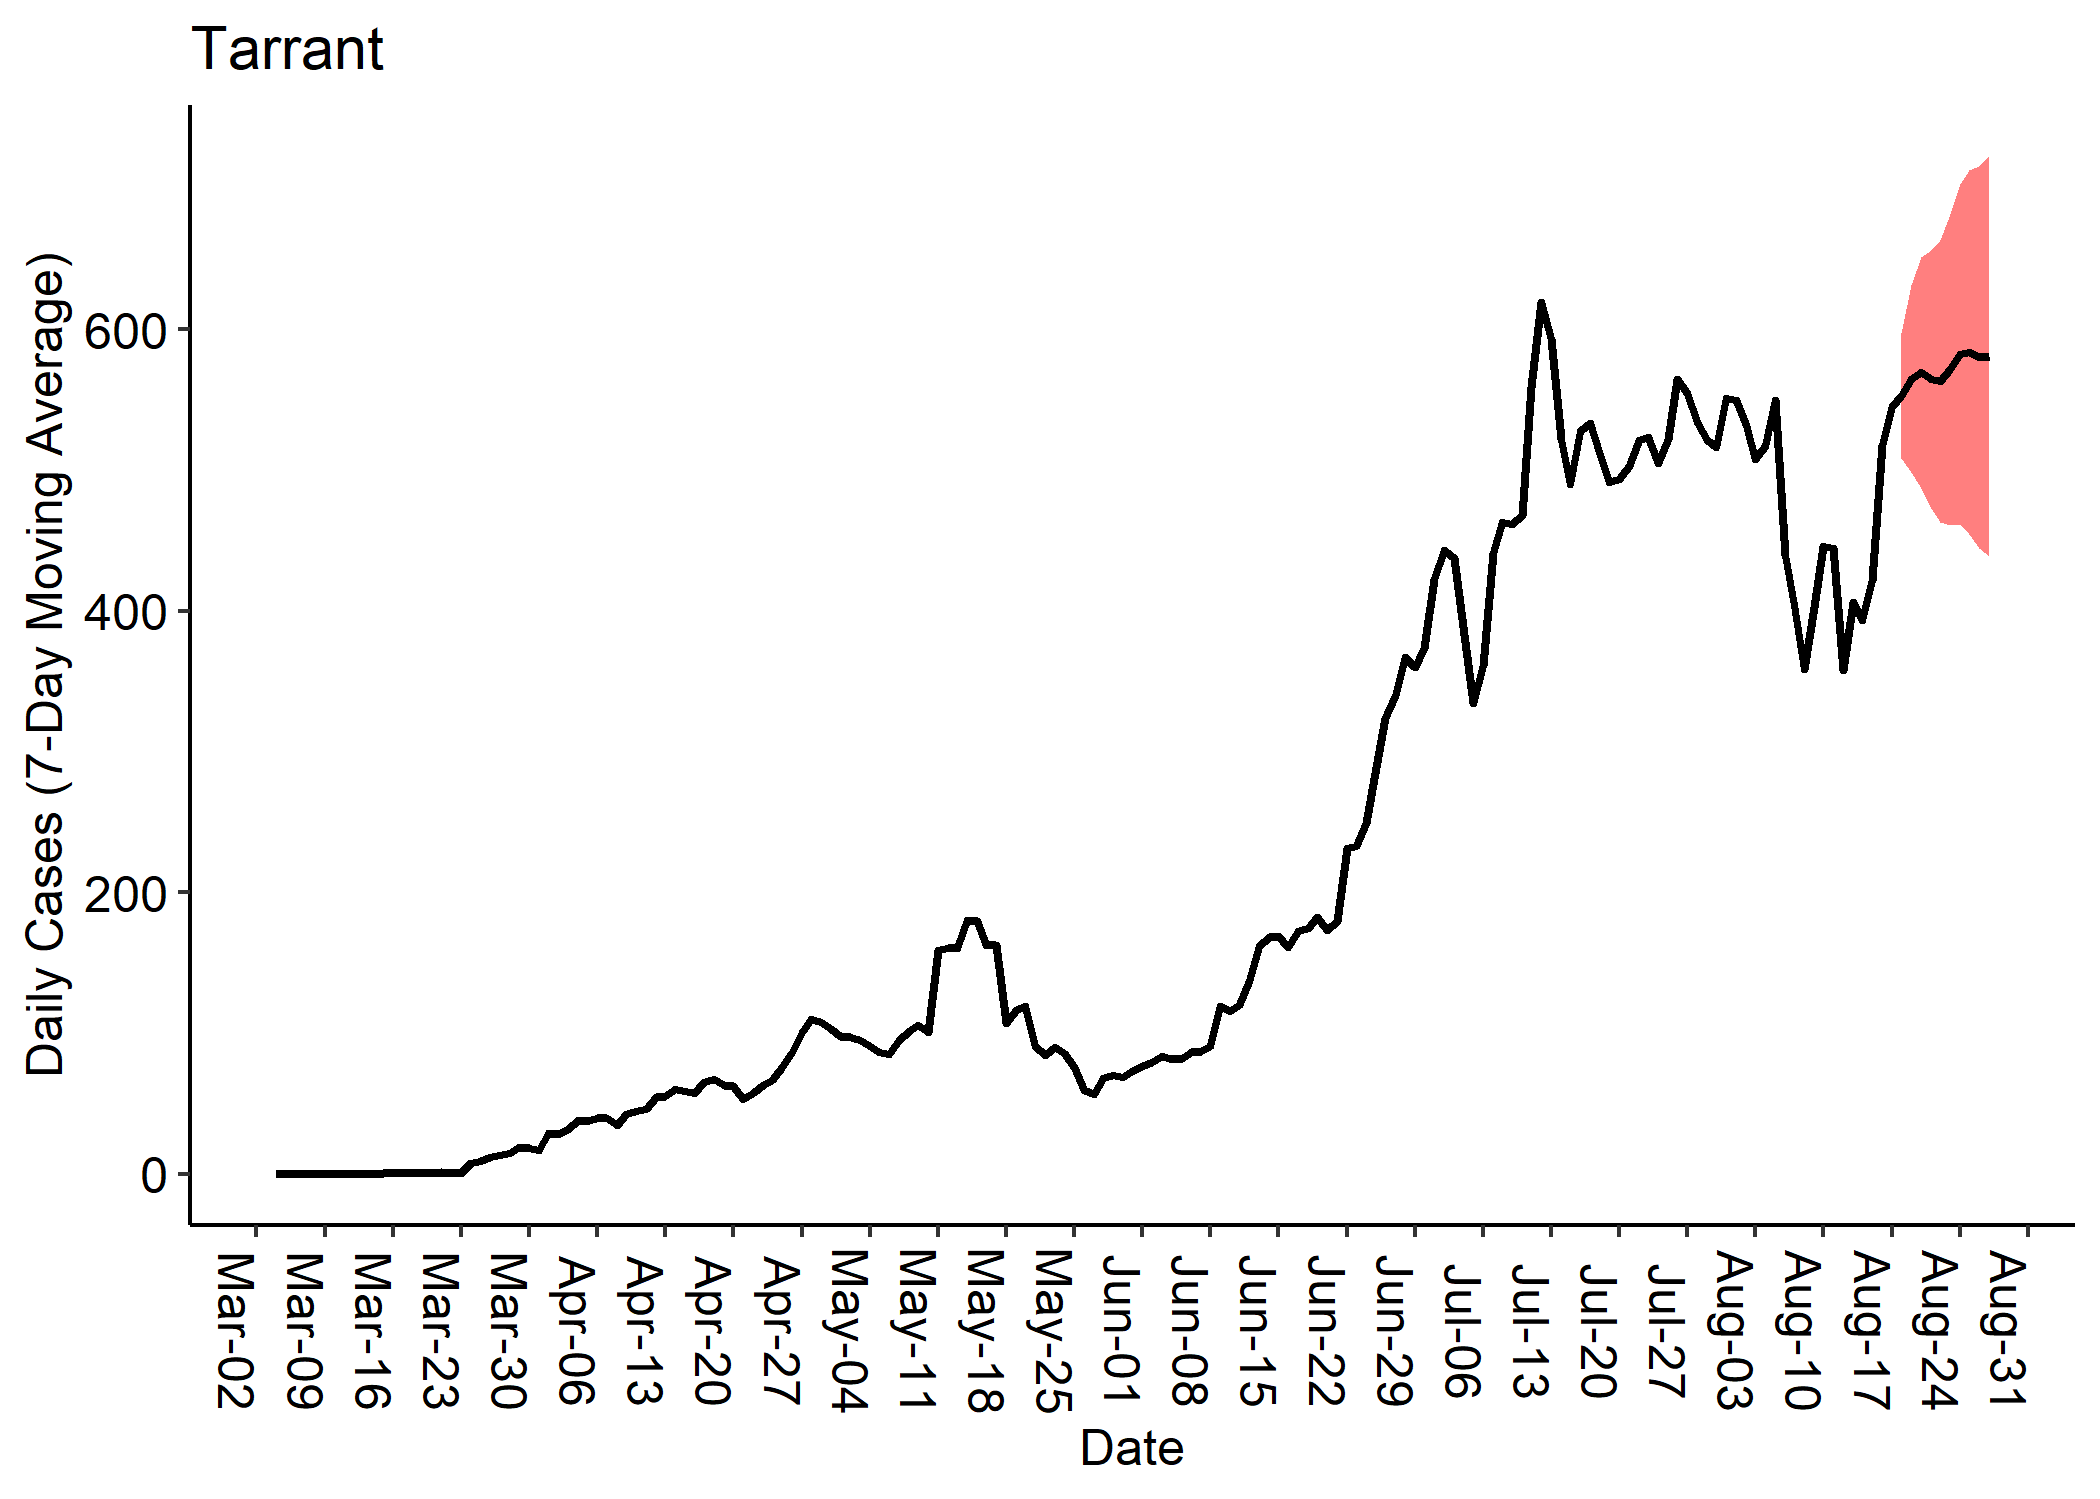 Tarrant
Daily Cases (7-Day Moving Average)
600
400
200
0
Mar-02
Mar-09
Mar-16
Mar-23
Mar-30
Apr-06
Apr-13
Apr-20
Apr-27
May-04
May-11
May-18
May-25
Jun-01
Jun-08
Jun-15
Jun-22
Jun-29
Jul-06
Jul-13
Jul-20
Jul-27
Aug-03
Aug-10
Aug-17
Aug-24
Aug-31
Date